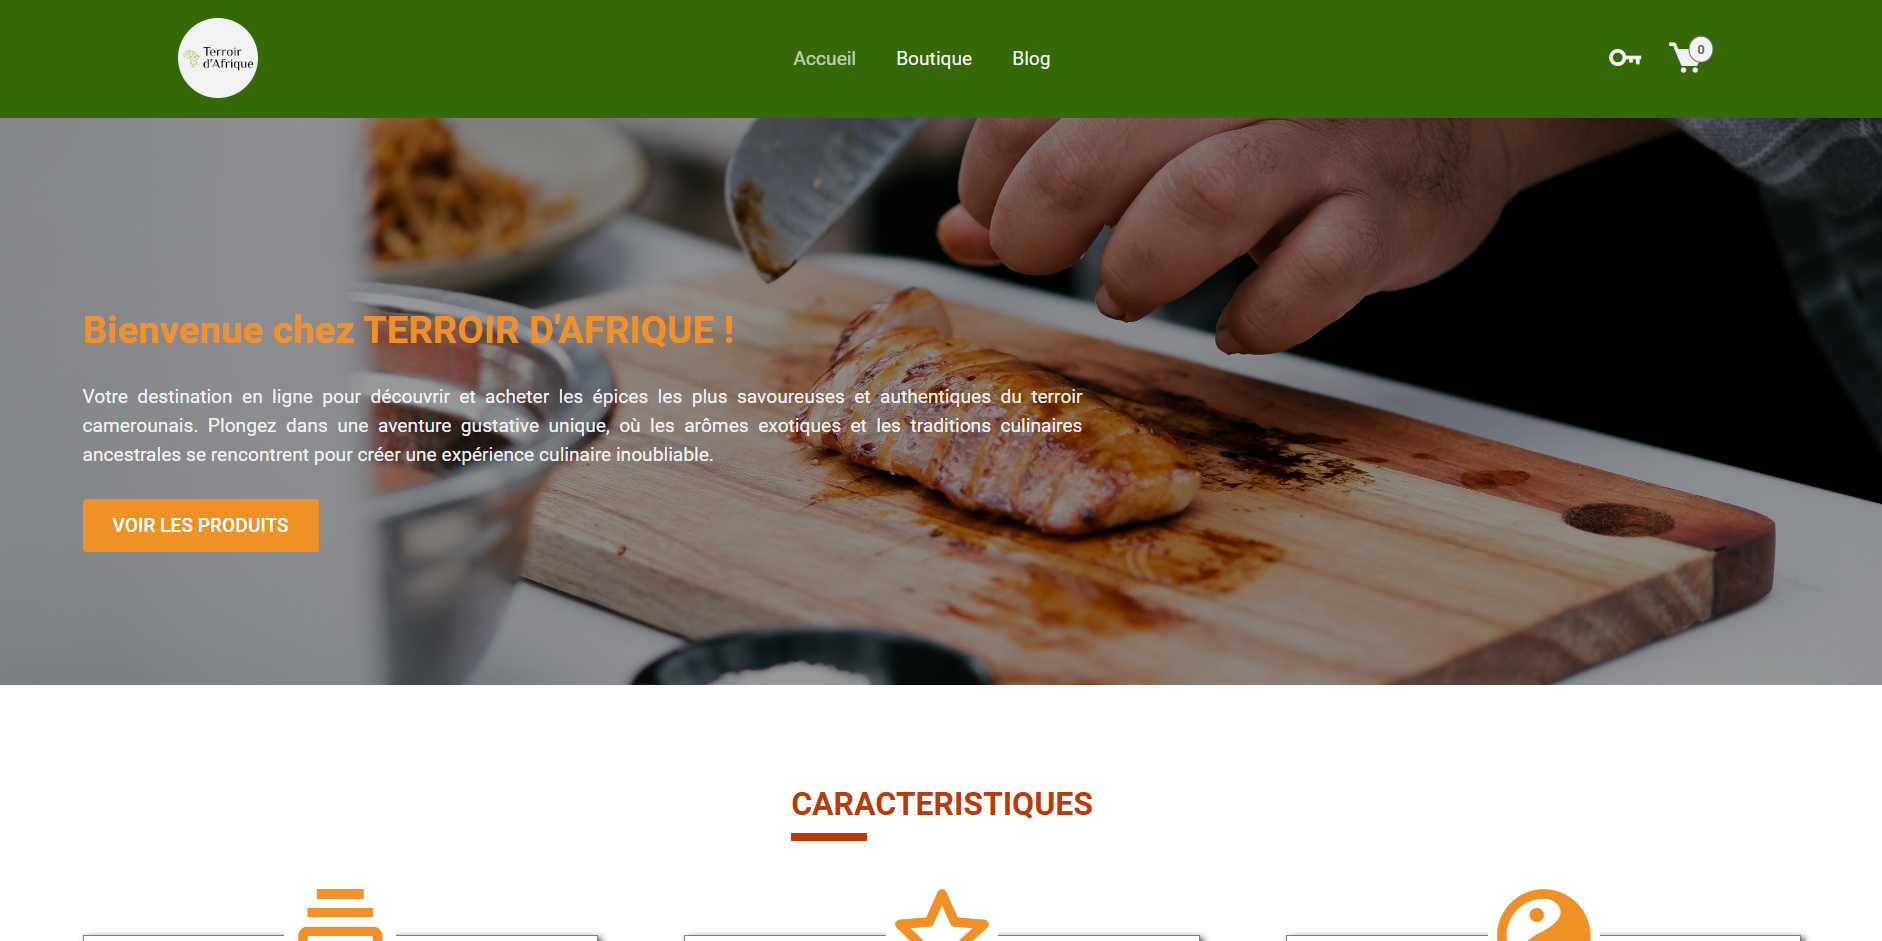 Terroir
d'Afrique
Accueil
Boutique
Blog
0
Bienvenue chez TERROIR D'AFRIQUE !
Votre destination en ligne pour découvrir et acheter les épices les plus savoureuses et authentiques du terroir
camerounais. Plongez dans une aventure gustative unique, où les arômes exotiques et les traditions culinaires
ancestrales se rencontrent pour créer une expérience culinaire inoubliable.
VOIR LES PRODUITS
CARACTERISTIQUES